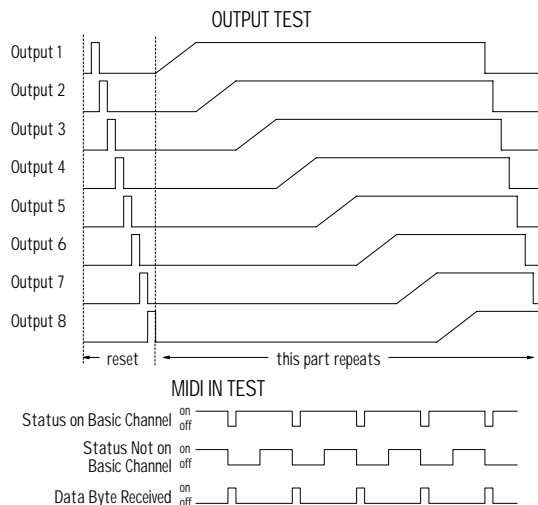 OUTPUT TEST
Output 1
Output 2
Output 3
Output 4
Output 5
Output 6
Output 7
Output 8
reset
this part repeats
MIDI IN TEST
Status on Basic Channel on
off
Status Not on on
Basic Channel off
Data Byte Received on
off